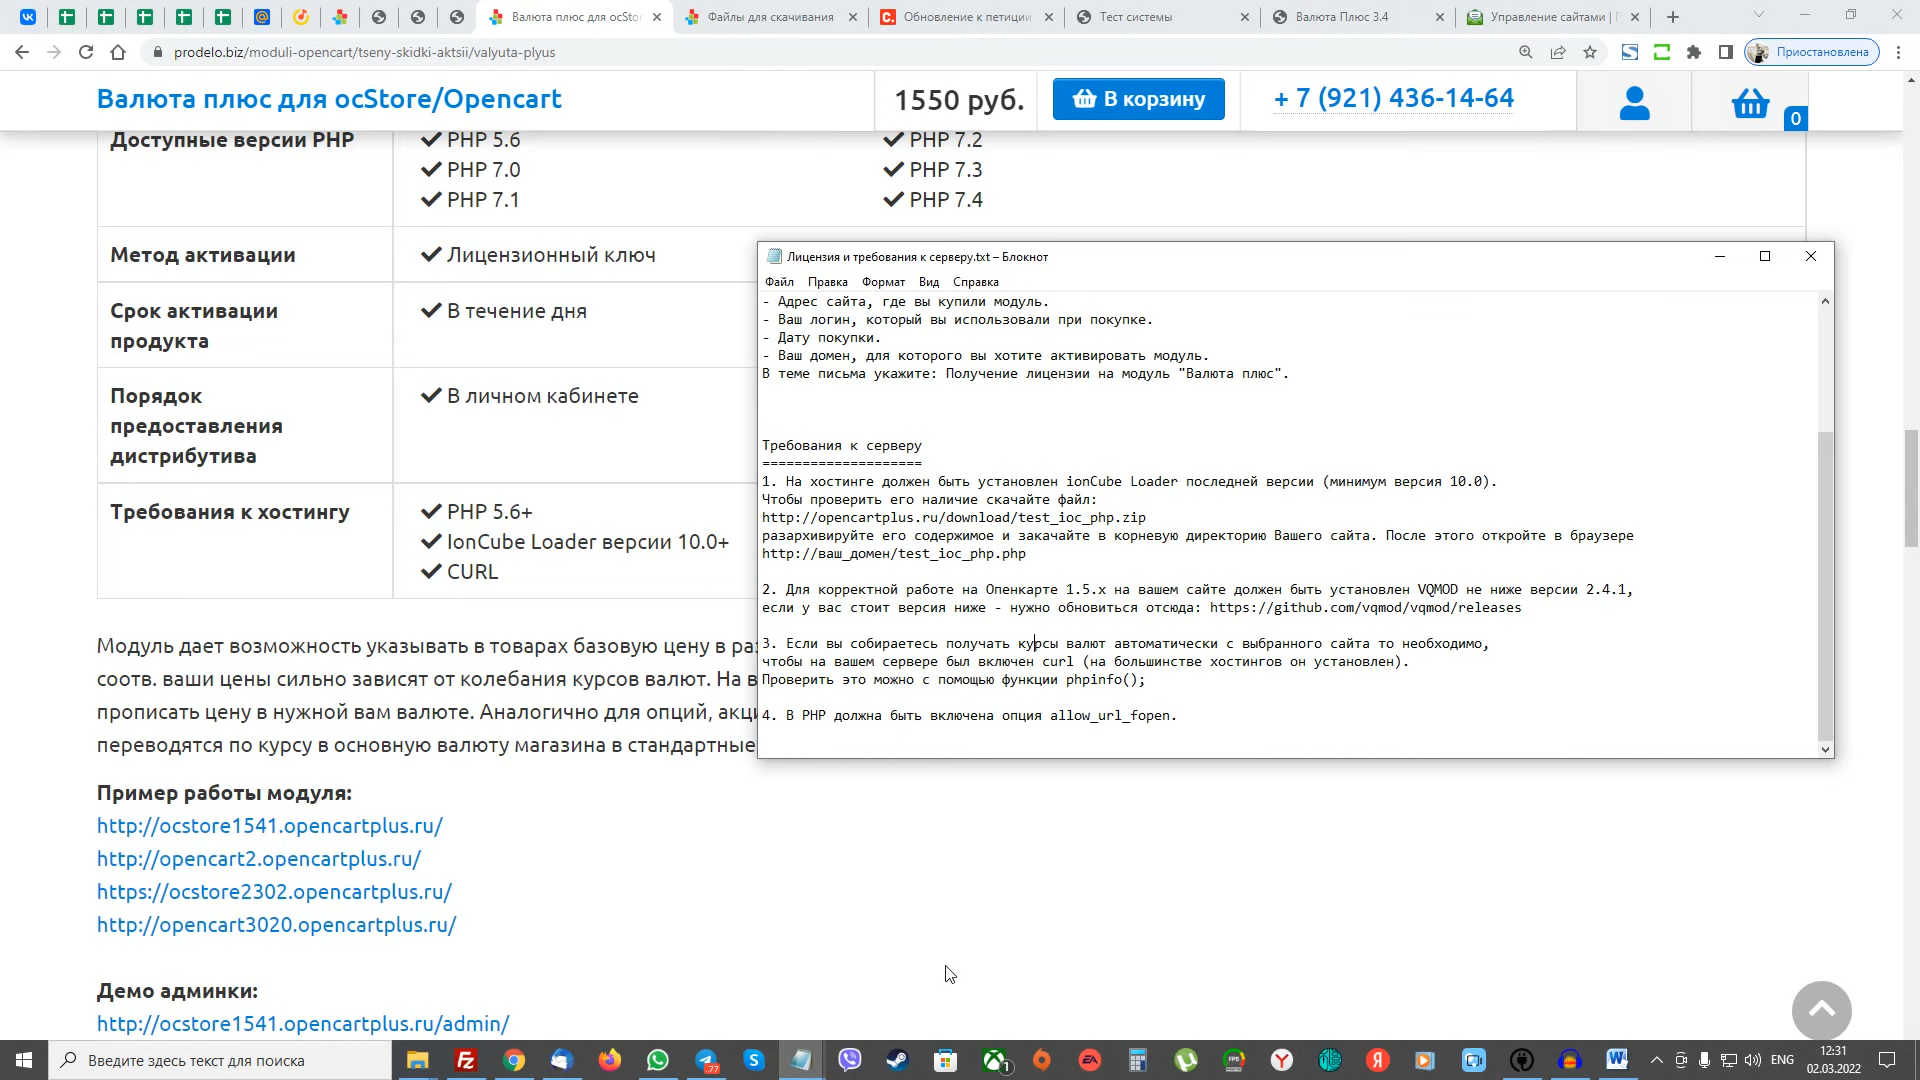 Валюта плюс для осSto
Файлы для скачивания
Обновление к петици
Тест системы
Валюта Плюс 3.4
Управление сайтами |
prodelo.biz/moduli-opencart/tseny-skidki-aktsii/valyuta-plyus
Приостановлена
Валюта плюс для ocStore/Opencart
1550 руб.
В корзину
+ 7 (921) 436-14-64
0
Доступные версии PHP
PHP 5.6
PHP 7.2
PHP 7.0
PHP 7.3
PHP 7.1
PHP 7.4
Метод активации
Лицензионный ключ
Срок активации
продукта
В течение дня
Порядок
предоставления
дистрибутива
В личном кабинете
Требования к хостингу
PHP 5.6+
IonCube Loader версии 10.0+
CURL
Модуль дает возможность указывать в товарах базовую цену в ра
соотв. ваши цены сильно зависят от колебания курсов валют. На в
прописать цену в нужной вам валюте. Аналогично для опций, акц
переводятся по курсу в основную валюту магазина в стандартные
Пример работы модуля:
http://ocstore1541.opencartplus.ru/
http://opencart2.opencartplus.ru/
https://ocstore2302.opencartplus.ru/
http://opencart3020.opencartplus.ru/
Демо админки:
http://ocstore1541.opencartplus.ru/admin/
Лицензия и требования к серверу.txt – Блокнот
Файл Правка Формат Вид Справка
- Адрес сайта, где вы купили модуль.
- Ваш логин, который вы использовали при покупке.
- Дату покупки.
- Ваш домен, для которого вы хотите активировать модуль.
В теме письма укажите: Получение лицензии на модуль "Валюта плюс".
Требования к серверу
====================
1. На хостинге должен быть установлен ionCube Loader последней версии (минимум версия 10.0).
Чтобы проверить его наличие скачайте файл:
http://opencartplus.ru/download/test_ioc_php.zip
разархивируйте его содержимое и закачайте в корневую директорию Вашего сайта. После этого откройте в браузере
http://ваш_домен/test_ioc_php.php
2. Для корректной работе на Опенкарте 1.5.x на вашем сайте должен быть установлен VQMOD не ниже версии 2.4.1,
если у вас стоит версия ниже - нужно обновиться отсюда: https://github.com/vqmod/vqmod/releases
3. Если вы собираетесь получать курсы валют автоматически с выбранного сайта то необходимо,
чтобы на вашем сервере был включен curl (на большинстве хостингов он установлен).
Проверить это можно с помощью функции phpinfo();
4. В PHP должна быть включена опция allow_url_fopen.
Введите здесь текст для поиска
77
1
ENG
12:31
02.03.2022